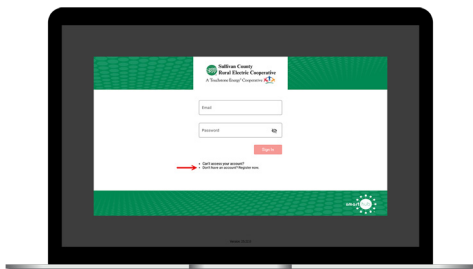 Sullivan County
Rural Electric Cooperative
A Touchstone Energy® Cooperative
Email
Password
Sign In
Can't access your account?
Don't have an account? Register now.